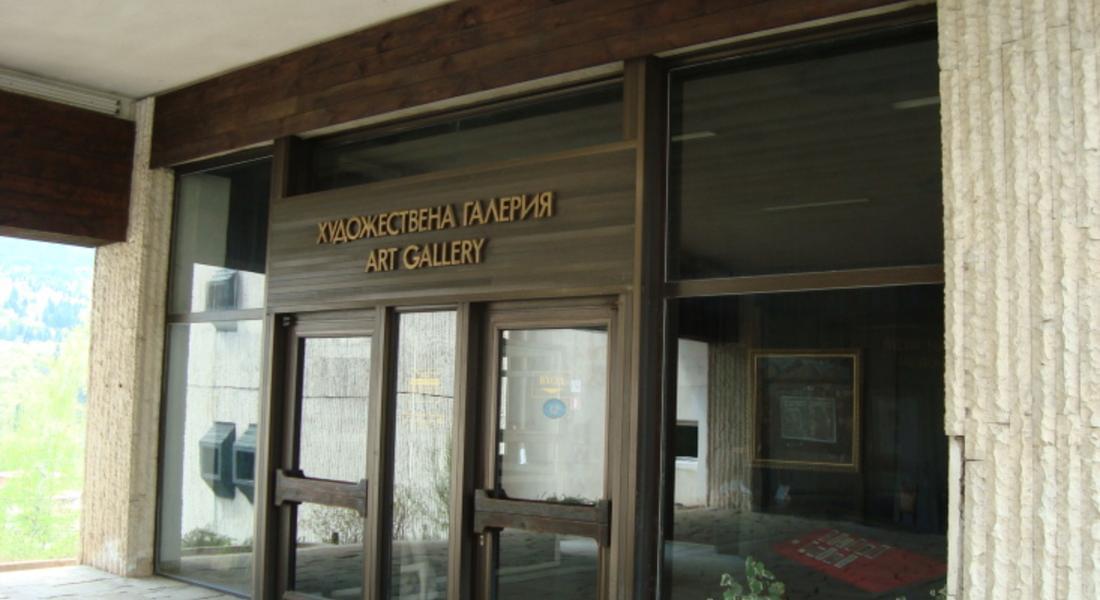 ХУДОЖЕСТВЕНА ГАЛЕРИЯ
ART GALLERY